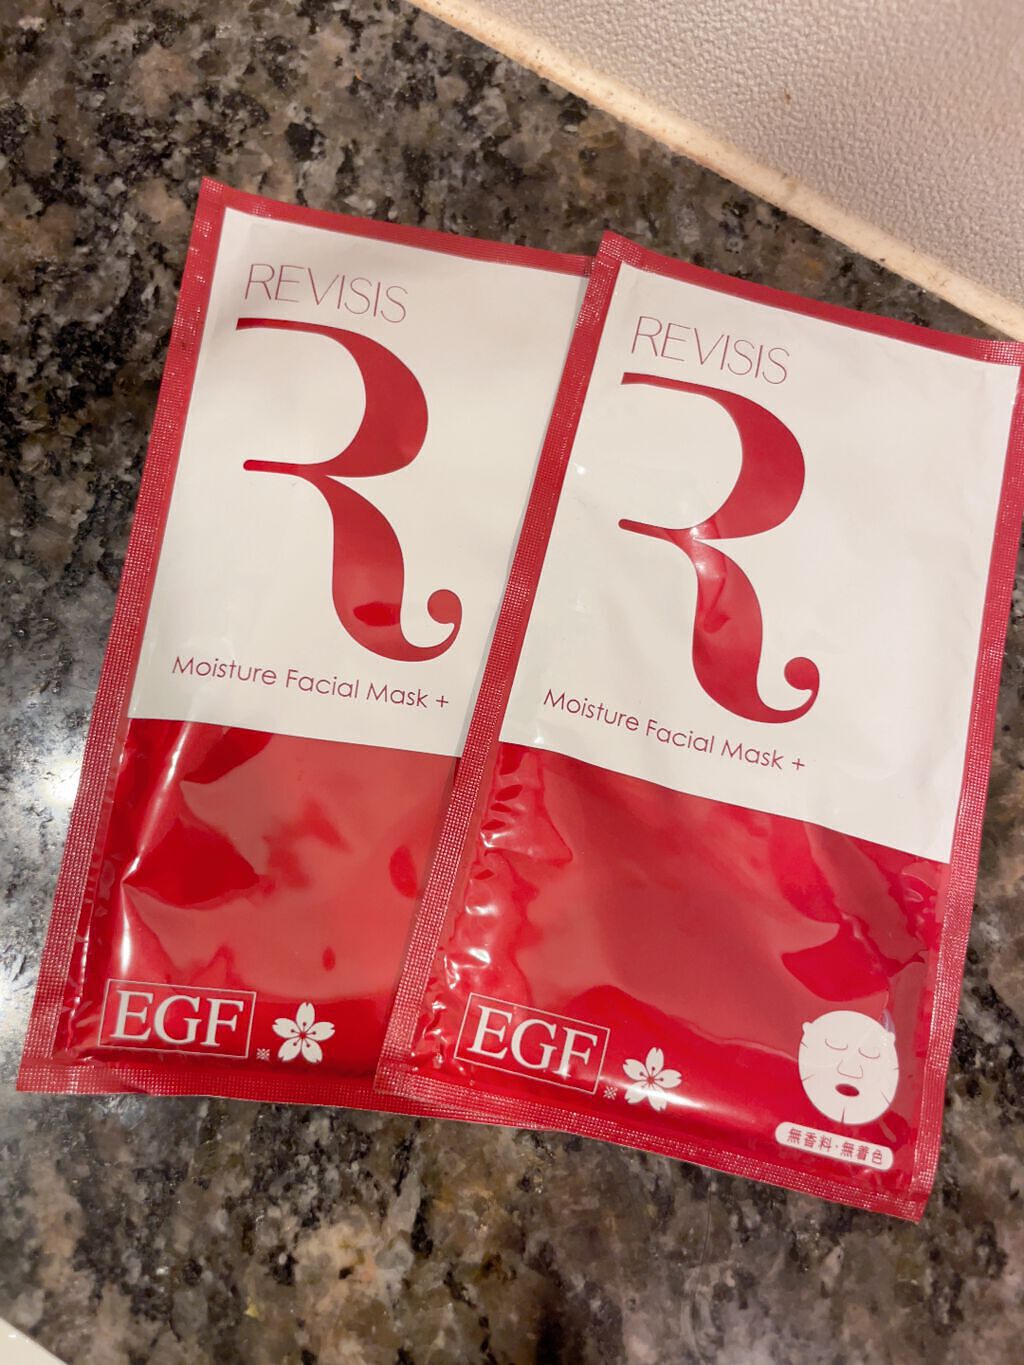 REVISIS
R
Moisture Facial Mask +
EGF
※
REVISIS
R
Moisture Facial Mask +
EGF
※
無香料・無着色